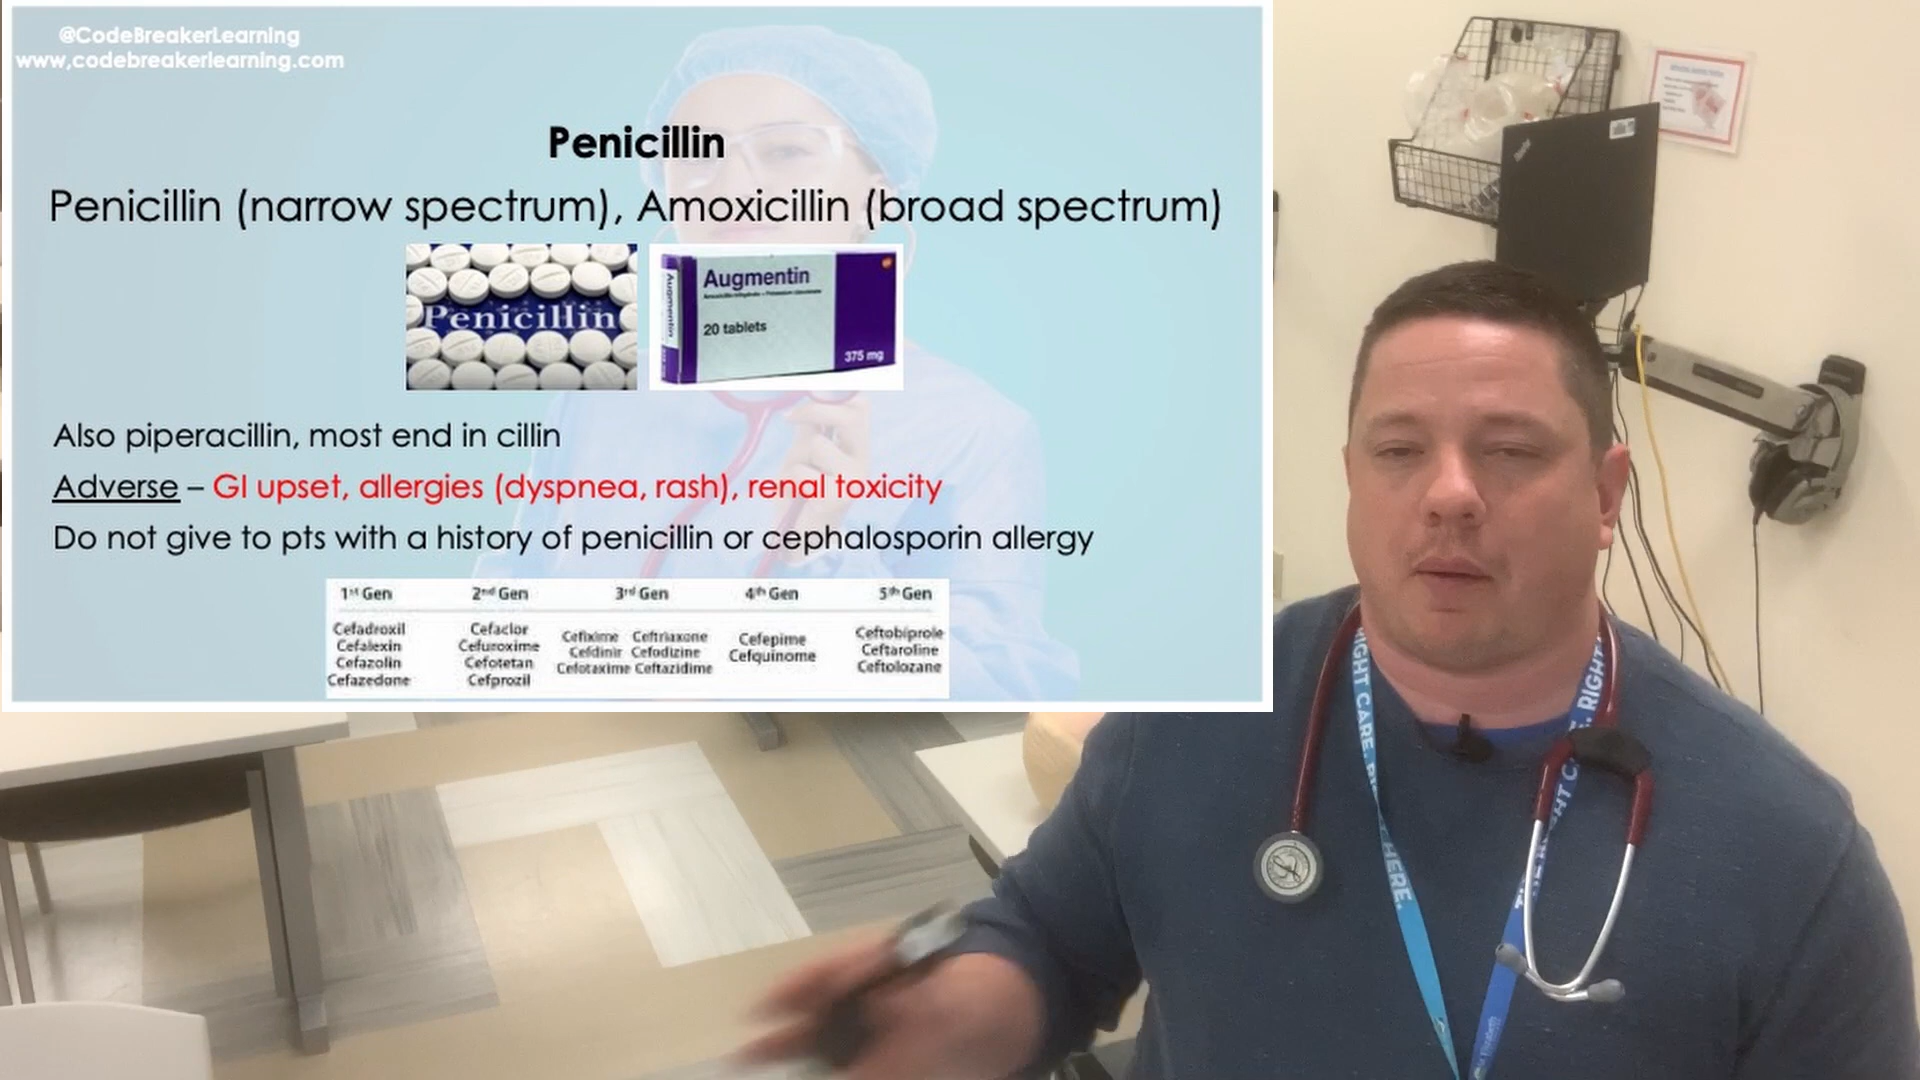 @CodeBreakerLearning
www,codebreakerlearning.com
Penicillin
Penicillin (narrow spectrum), Amoxicillin (broad spectrum)
Penicillin
Augmentin
Augmentin
20 tablets
375 mg
Also piperacillin, most end in cillin
Adverse – GI upset, allergies (dyspnea, rash), renal toxicity
Do not give to pts with a history of penicillin or cephalosporin allergy
1st Gen 2nd Gen 3rd Gen 4th Gen 5th Gen
Cefadroxil Cefaclor Cefixime Ceftriaxone Cefepime Ceftobiprole
Cefalexin Cefuroxime Cefdinir Cefodizine Cefquinome Ceftaroline
Cefazolin Cefotetan Cefotaxime Ceftazidime Ceftolozane
Cefazedone Cefprozil
RIGHT CARE. RI
HERE.
RIGHT